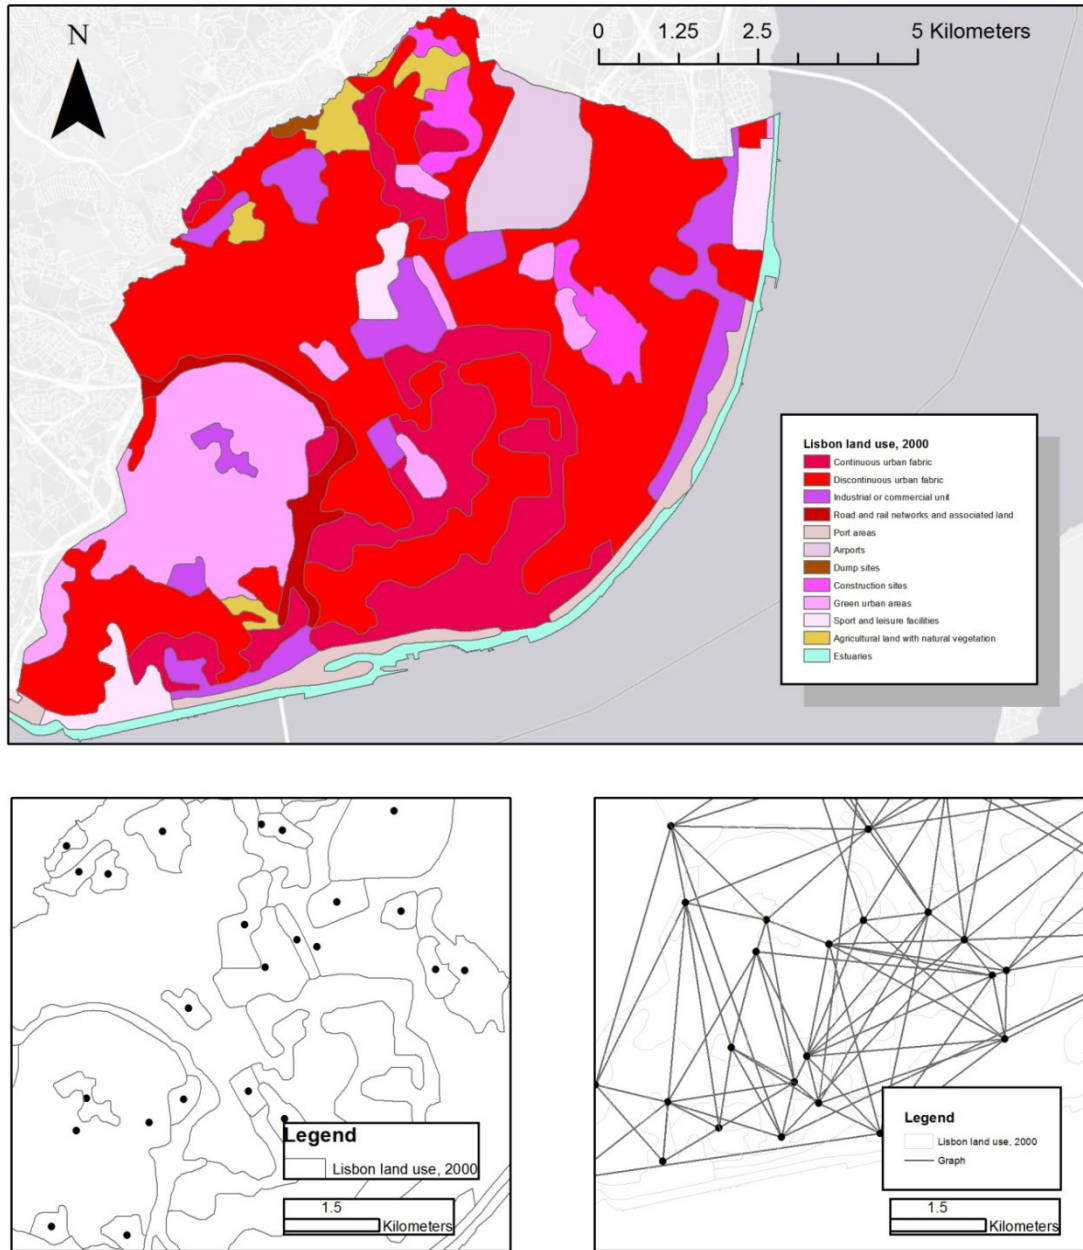 N
0 1.25 2.5 5 Kilometers
Lisbon land use, 2000
Continuous urban fabric
Discontinuous urban fabric
Industrial or commercial unit
Road and rail networks and associated land
Port areas
Airports
Dump sites
Construction sites
Green urban areas
Sport and leisure facilities
Agricultural land with natural vegetation
Estuaries
Legend
Lisbon land use, 2000
1.5
Kilometers
Legend
Lisbon land use, 2000
Graph
1.5
Kilometers